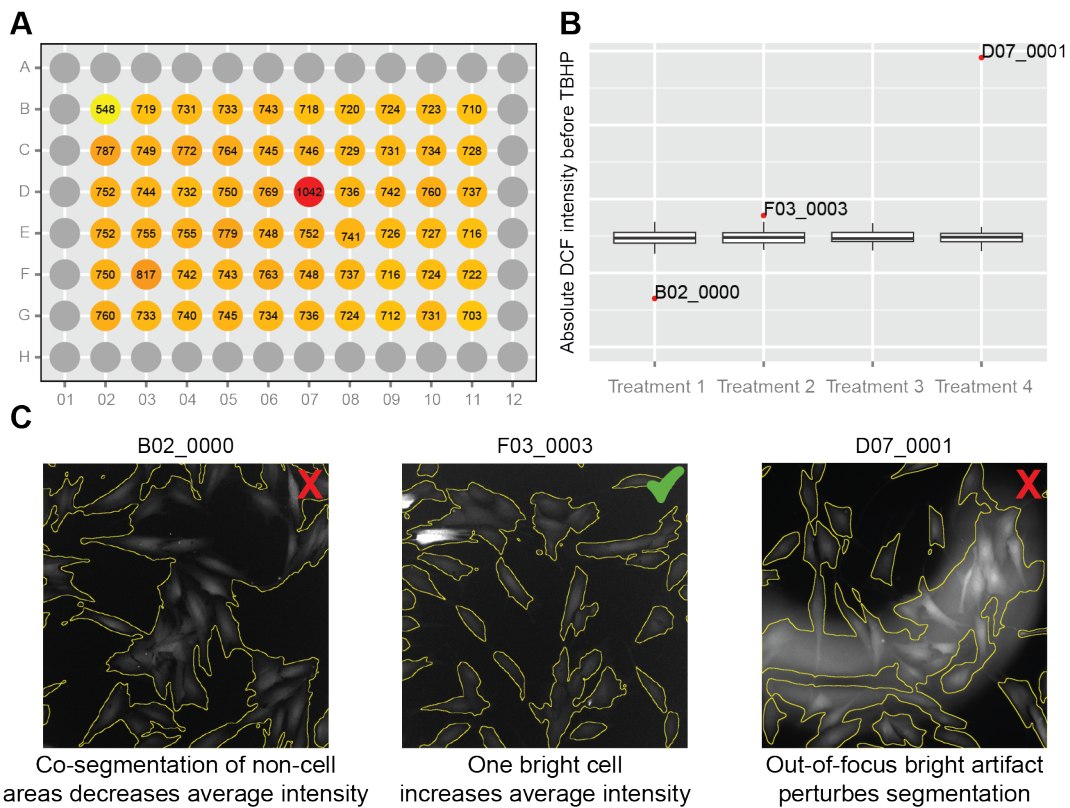 A
A
B 548 719 731 733 743 718 720 724 723 710
C 787 749 772 764 745 746 729 731 734 728
D 752 744 732 750 769 1042 736 742 760 737
E 752 755 755 779 748 752 741 726 727 716
F 750 817 742 743 763 748 737 716 724 722
G 760 733 740 745 734 736 724 712 731 703
H
01 02 03 04 05 06 07 08 09 10 11 12
B
Absolute DCF intensity before TBHP
D07_0001
F03_0003
B02_0000
Treatment 1 Treatment 2 Treatment 3 Treatment 4
C
B02_0000
X
Co-segmentation of non-cell
areas decreases average intensity
F03_0003
One bright cell
increases average intensity
D07_0001
X
Out-of-focus bright artifact
perturbes segmentation